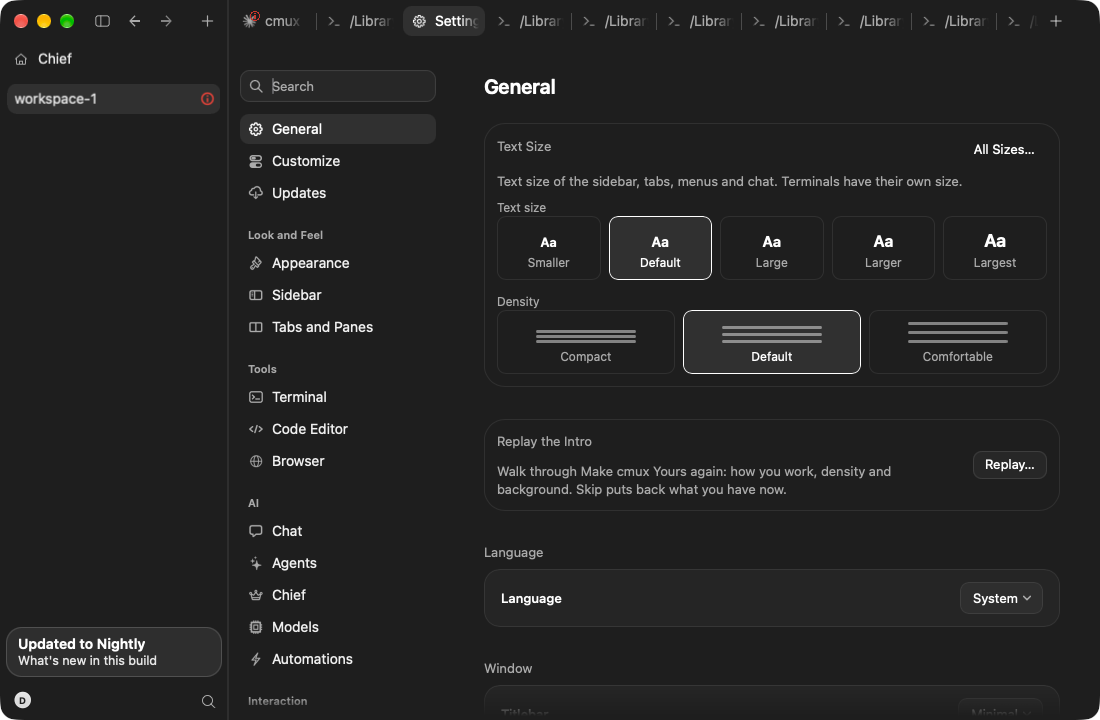 cmux
/Librar
Setting
/Librar
/Librar
/Librar
/Librar
/Librar
/Librar
Chief
workspace-1
Search
General
Customize
Updates
Look and Feel
Appearance
Sidebar
Tabs and Panes
Tools
Terminal
Code Editor
Browser
AI
Chat
Agents
Chief
Models
Automations
Interaction
Updated to Nightly
What's new in this build
D
General
Text Size
All Sizes...
Text size of the sidebar, tabs, menus and chat. Terminals have their own size.
Text size
Aa Aa Aa Aa Aa
Smaller Default Large Larger Largest
Density
Compact Default Comfortable
Replay the Intro
Walk through Make cmux Yours again: how you work, density and
background. Skip puts back what you have now.
Replay...
Language
Language
System
Window
Titlebar
Minimal